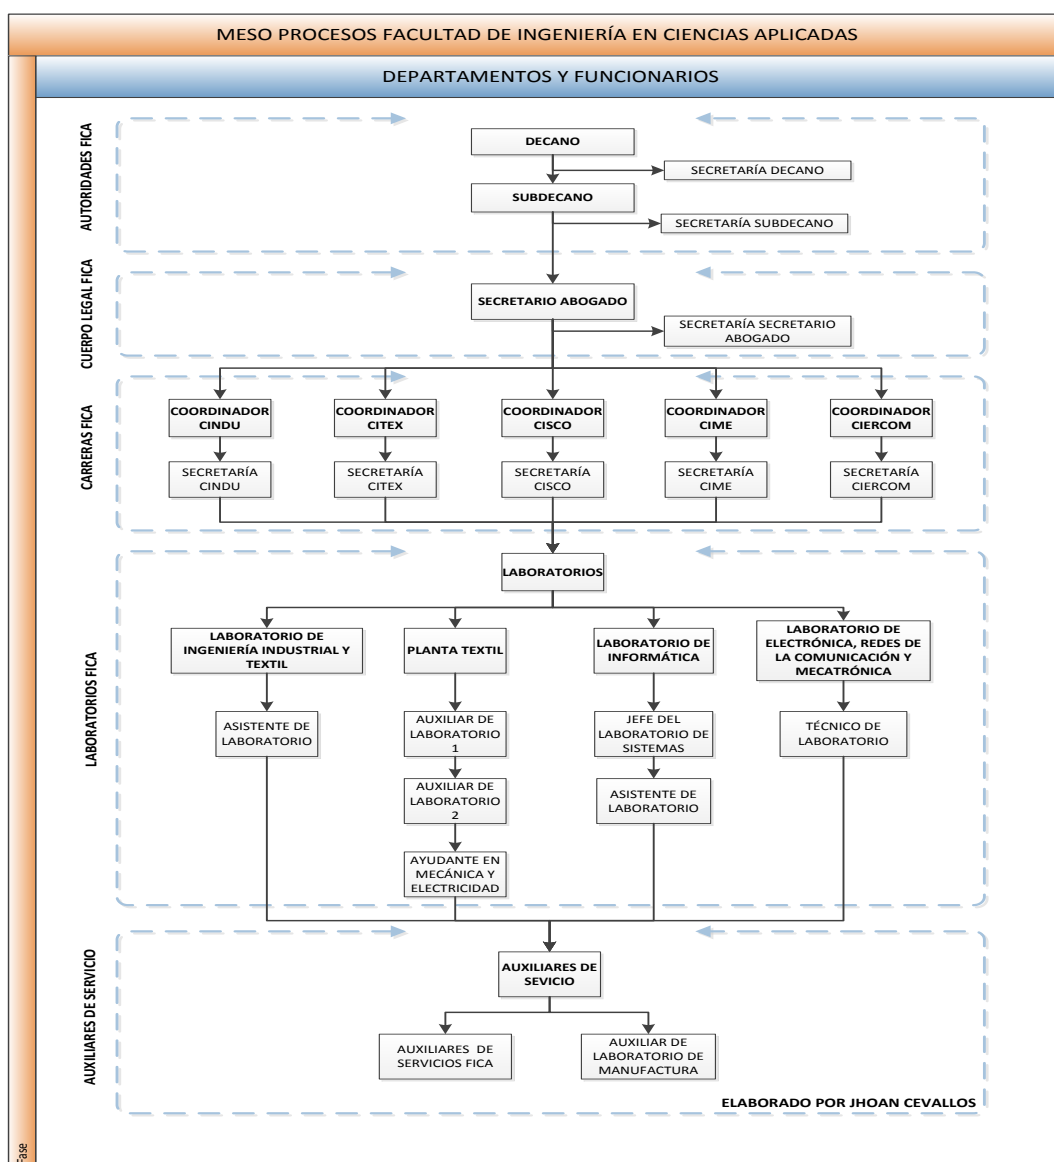 MESO PROCESOS FACULTAD DE INGENIERÍA EN CIENCIAS APLICADAS
DEPARTAMENTOS Y FUNCIONARIOS
AUTORIDADES FICA
DECANO
SECRETARÍA DECANO
SUBDECANO
SECRETARÍA SUBDECANO
CUERPO LEGAL FICA
SECRETARIO ABOGADO
SECRETARÍA SECRETARIO
ABOGADO
CARRERAS FICA
COORDINADOR
CINDU
COORDINADOR
CITEX
COORDINADOR
CISCO
COORDINADOR
CIME
COORDINADOR
CIERCOM
SECRETARÍA
CINDU
SECRETARÍA
CITEX
SECRETARÍA
CISCO
SECRETARÍA
CIME
SECRETARÍA
CIERCOM
LABORATORIOS FICA
LABORATORIOS
LABORATORIO DE
INGENIERÍA INDUSTRIAL Y
TEXTIL
PLANTA TEXTIL
LABORATORIO DE
INFORMÁTICA
LABORATORIO DE
ELECTRÓNICA, REDES DE
LA COMUNICACIÓN Y
MECATRÓNICA
ASISTENTE DE
LABORATORIO
AUXILIAR DE
LABORATORIO
1
JEFE DEL
LABORATORIO DE
SISTEMAS
TÉCNICO DE
LABORATORIO
AUXILIAR DE
LABORATORIO
2
ASISTENTE DE
LABORATORIO
AYUDANTE EN
MECÁNICA Y
ELECTRICIDAD
AUXILIARES DE SERVICIO
AUXILIARES DE
SEVICIO
AUXILIARES DE
SERVICIOS FICA
AUXILIAR DE
LABORATORIO DE
MANUFACTURA
ELABORADO POR JHOAN CEVALLOS
Fase